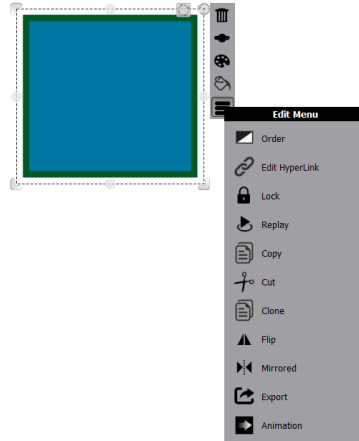 Edit Menu
Order
Edit HyperLink
Lock
Replay
Copy
Cut
Clone
Flip
Mirrored
Export
Animation